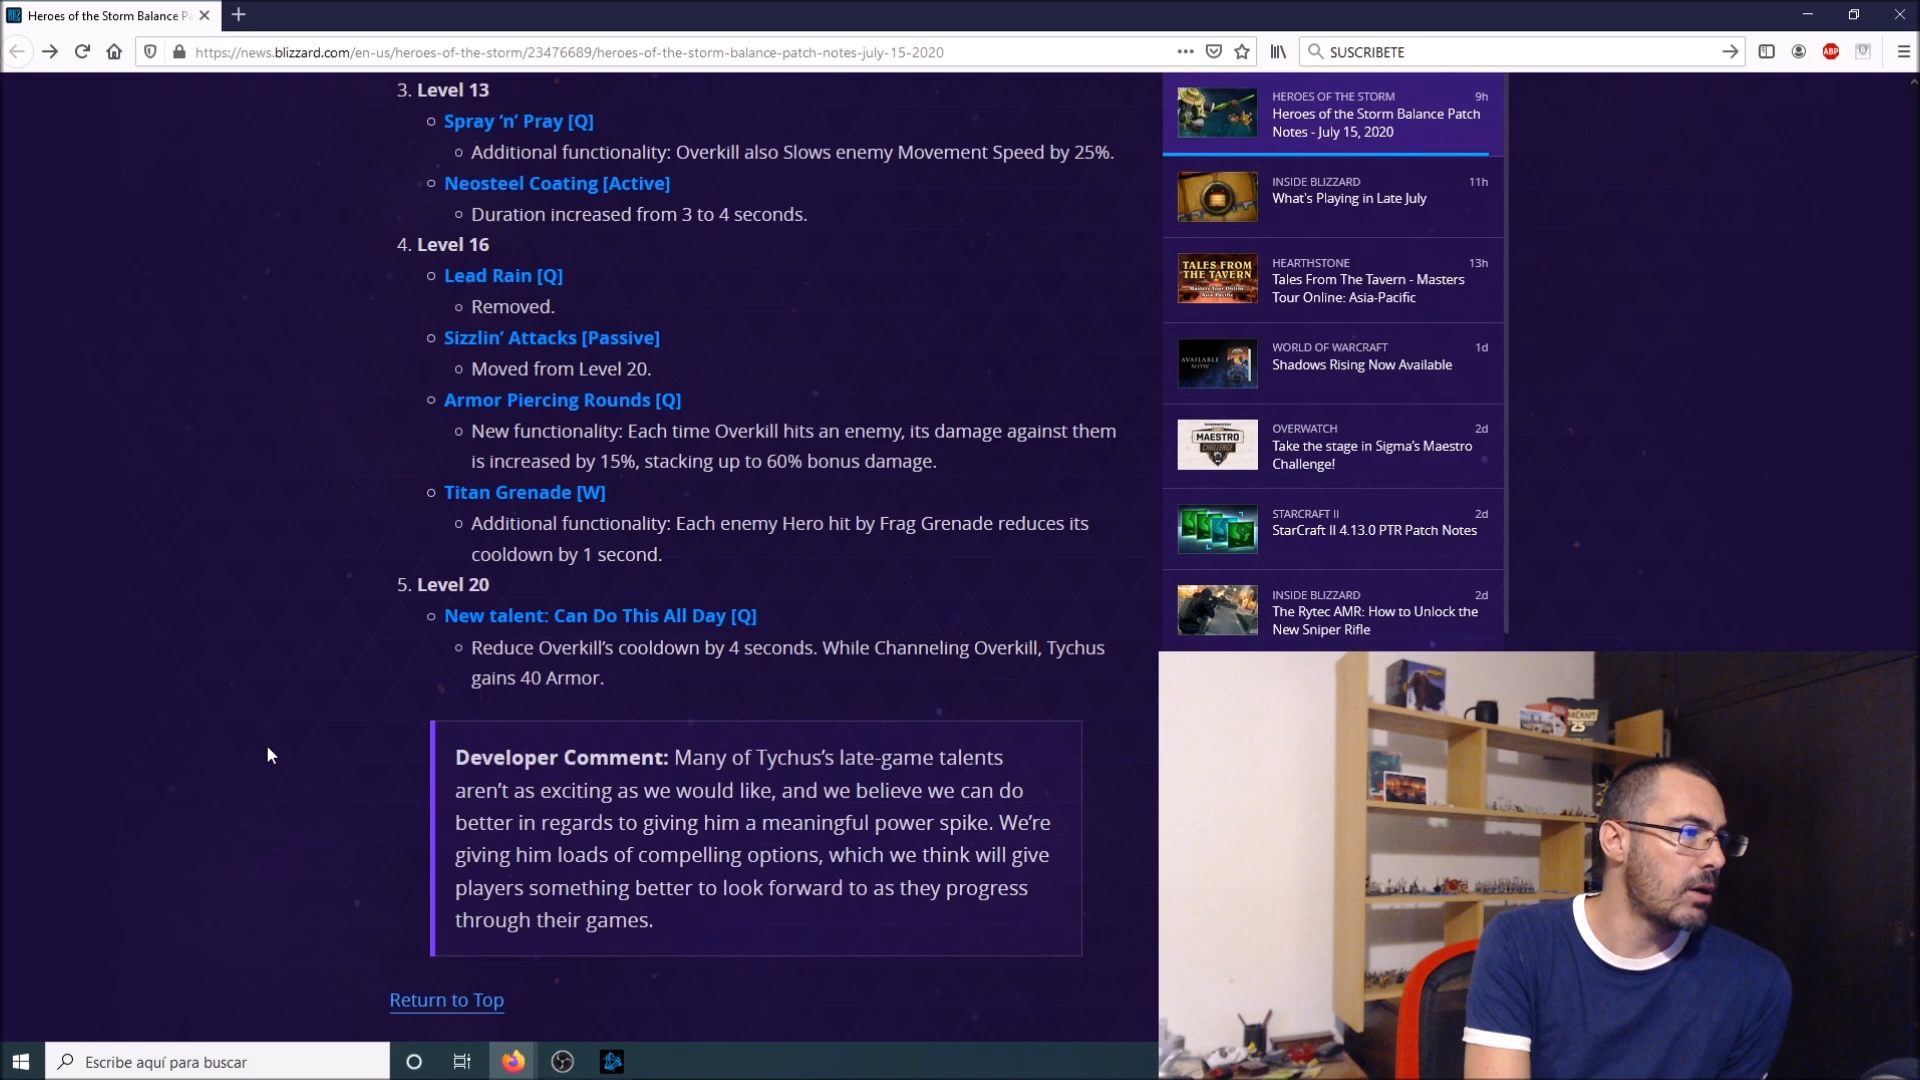 Heroes of the Storm Balance Pa
https://news.blizzard.com/en-us/heroes-of-the-storm/23476689/heroes-of-the-storm-balance-patch-notes-july-15-2020
SUSCRIBETE
ABP
3. Level 13
Spray ‘n’ Pray [Q]
Additional functionality: Overkill also Slows enemy Movement Speed by 25%.
Neosteel Coating [Active]
Duration increased from 3 to 4 seconds.
4. Level 16
Lead Rain [Q]
Removed.
Sizzlin’ Attacks [Passive]
Moved from Level 20.
Armor Piercing Rounds [Q]
New functionality: Each time Overkill hits an enemy, its damage against them
is increased by 15%, stacking up to 60% bonus damage.
Titan Grenade [W]
Additional functionality: Each enemy Hero hit by Frag Grenade reduces its
cooldown by 1 second.
5. Level 20
New talent: Can Do This All Day [Q]
Reduce Overkill’s cooldown by 4 seconds. While Channeling Overkill, Tychus
gains 40 Armor.
Developer Comment: Many of Tychus’s late-game talents
aren’t as exciting as we would like, and we believe we can do
better in regards to giving him a meaningful power spike. We’re
giving him loads of compelling options, which we think will give
players something better to look forward to as they progress
through their games.
Return to Top
HEROES OF THE STORM 9h
Heroes of the Storm Balance Patch
Notes - July 15, 2020
INSIDE BLIZZARD 11h
What's Playing in Late July
TALES FROM
THE TAVERN
Masters Tour Online:
Asia-Pacific
HEARTHSTONE 13h
Tales From The Tavern - Masters
Tour Online: Asia-Pacific
AVAILABLE
NOW
WORLD OF WARCRAFT 1d
Shadows Rising Now Available
MAESTRO
CHALLENGE
OVERWATCH 2d
Take the stage in Sigma’s Maestro
Challenge!
STARCRAFT II 2d
StarCraft II 4.13.0 PTR Patch Notes
INSIDE BLIZZARD 2d
The Rytec AMR: How to Unlock the
New Sniper Rifle
25
Escribe aquí para buscar